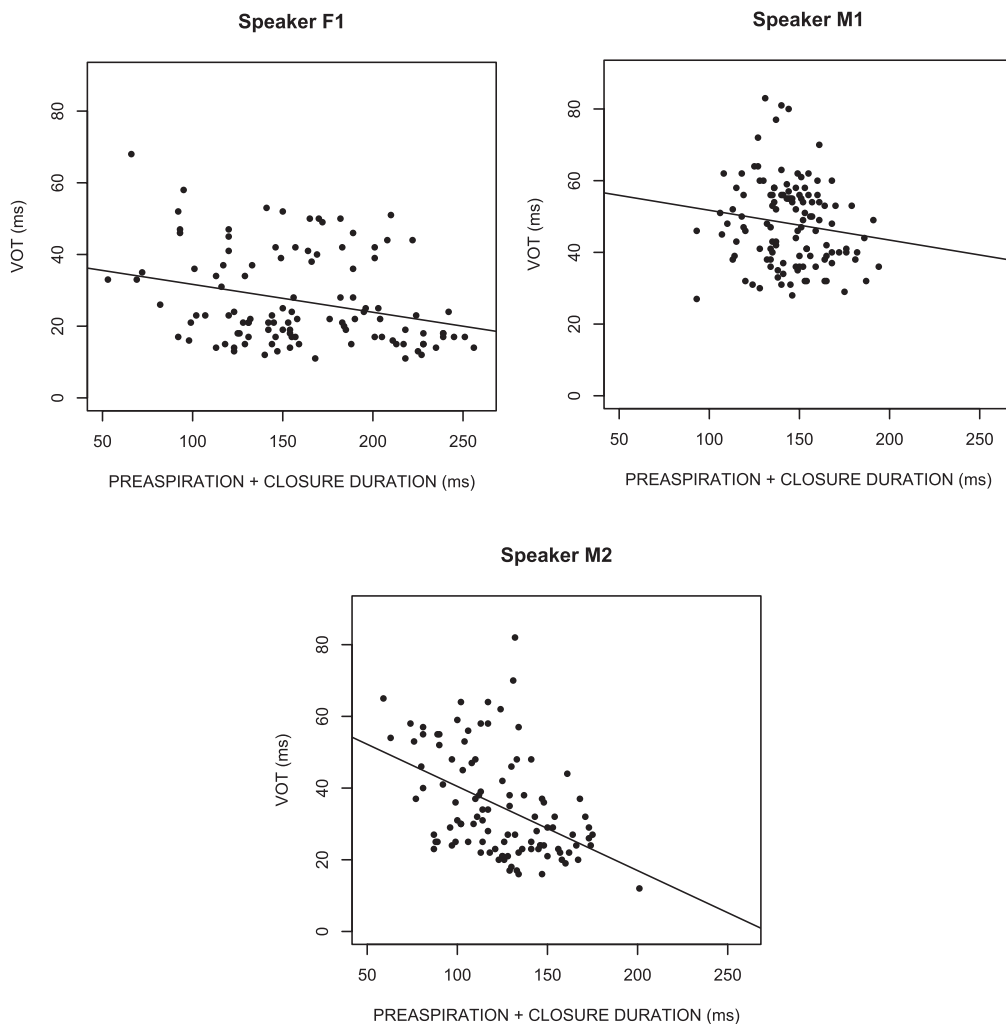 Speaker F1
VOT (ms)
80
60
40
20
0
50 100 150 200 250
PREASPIRATION + CLOSURE DURATION (ms)
Speaker M1
VOT (ms)
80
60
40
20
0
50 100 150 200 250
PREASPIRATION + CLOSURE DURATION (ms)
Speaker M2
VOT (ms)
80
60
40
20
0
50 100 150 200 250
PREASPIRATION + CLOSURE DURATION (ms)